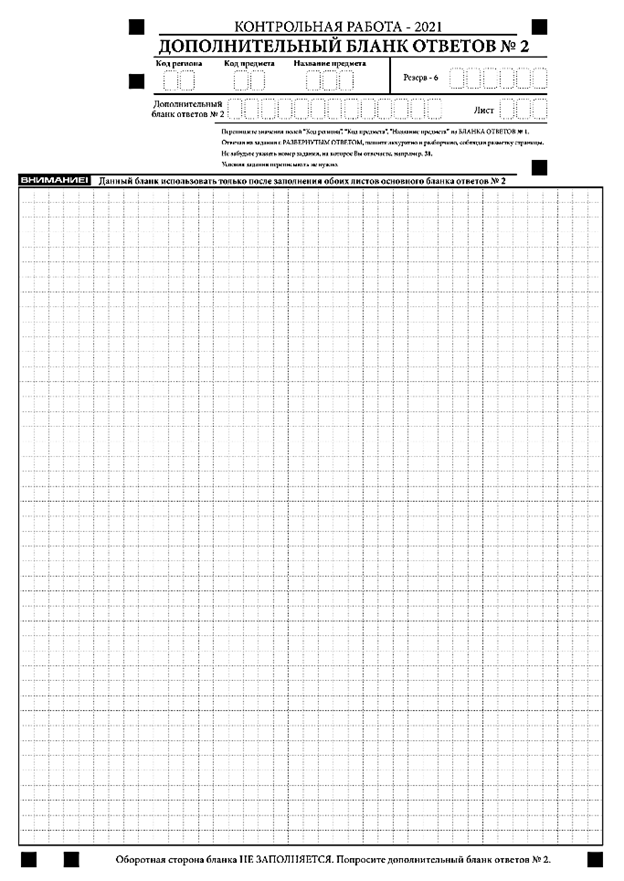 КОНТРОЛЬНАЯ РАБОТА - 2021
ДОПОЛНИТЕЛЬНЫЙ БЛАНК ОТВЕТОВ № 2
Код региона Код предмета Название предмета
Резерв - 6
Дополнительный
бланк ответов № 2
Лист
Перепишите значения полей "Код региона", "Код предмета", "Название предмета" из БЛАНКА ОТВЕТОВ № 1.
Отвечая на задания с РАЗВЕРНУТЫМ ОТВЕТОМ, пишите аккуратно и разборчиво, соблюдая разметку страницы.
Не забудьте указать номер задания, на которое Вы отвечаете, например, 31.
Условия задания переписывать не нужно.
ВНИМАНИЕ! Данный бланк использовать только после заполнения обоих листов основного бланка ответов № 2
Оборотная сторона бланка НЕ ЗАПОЛНЯЕТСЯ. Попросите дополнительный бланк ответов № 2.